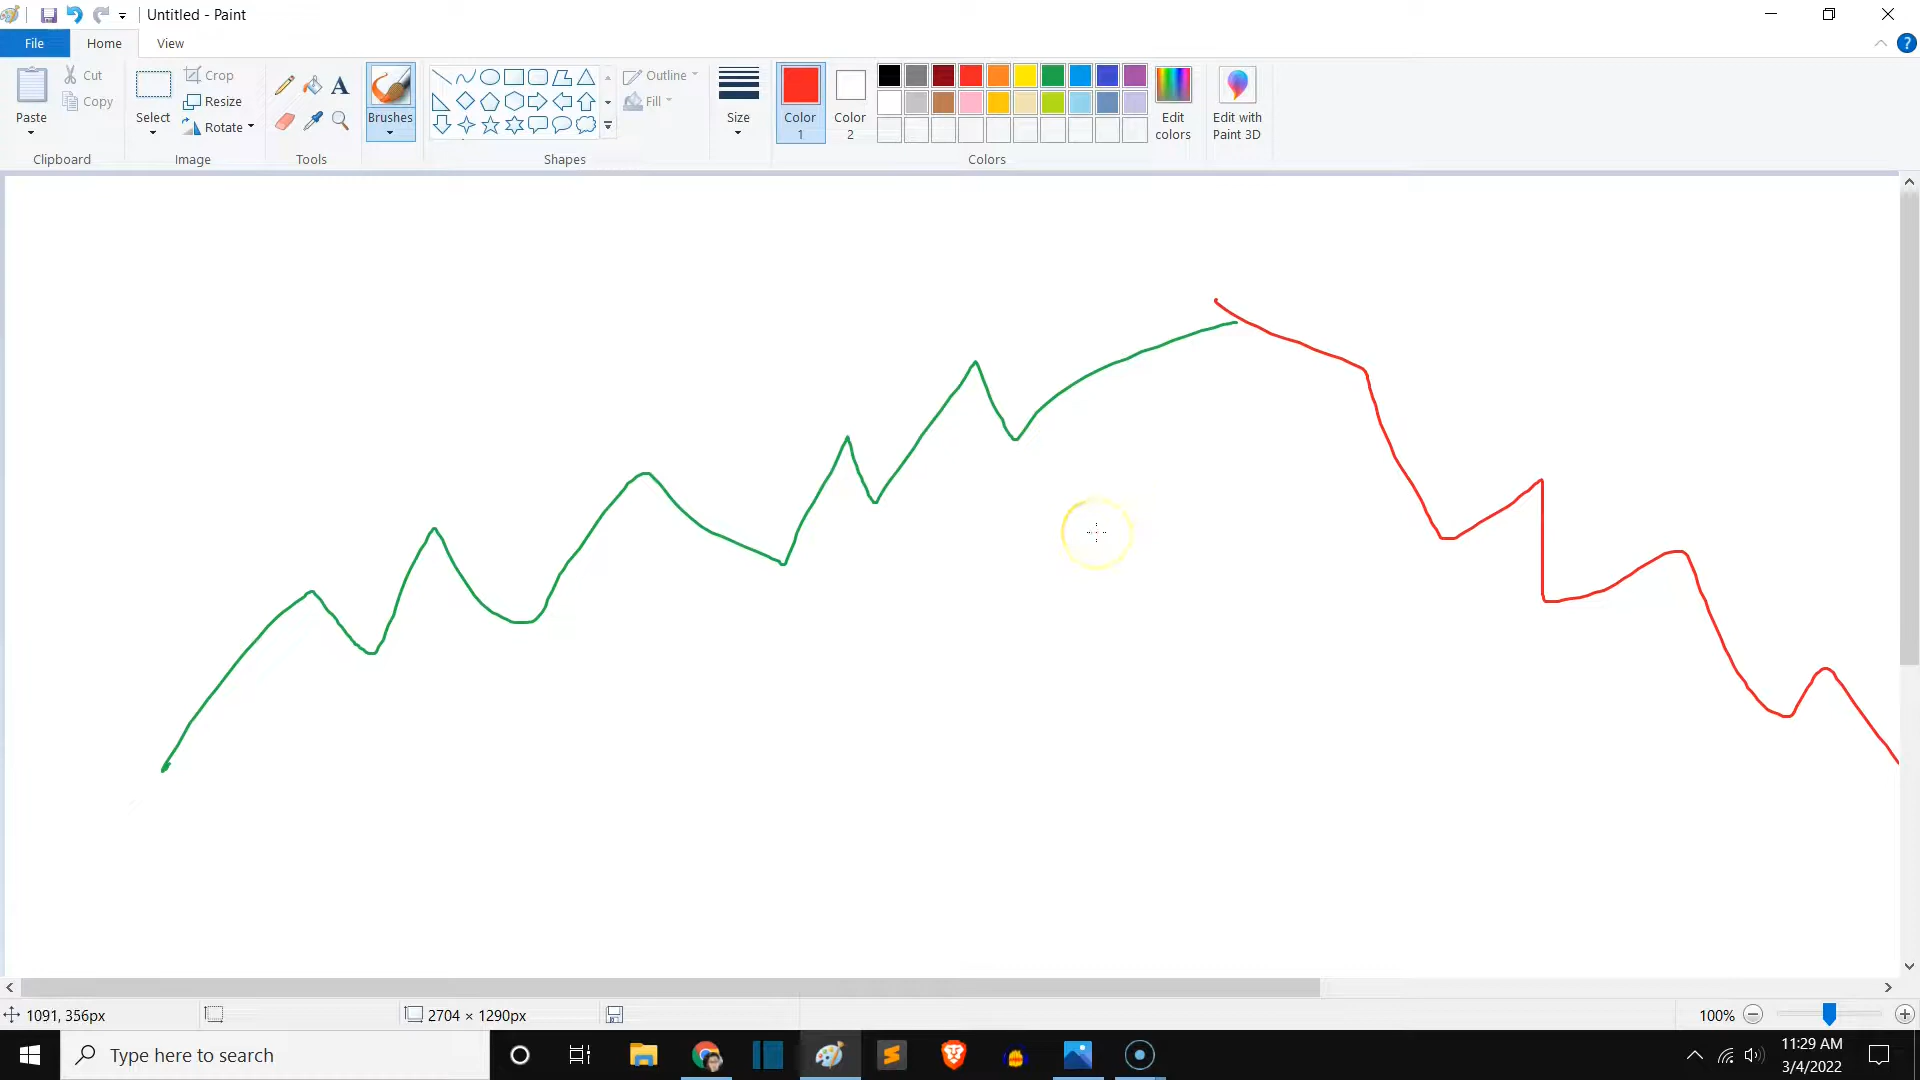 Untitled - Paint
File Home View
Paste
Cut
Copy
Clipboard
Select
Crop
Resize
Rotate
Image
A
Tools
Brushes
Outline
Fill
Shapes
Size
Color 1
Color 2
Colors
Edit colors
Edit with Paint 3D
?
1091, 356px
2704 × 1290px
100%
Type here to search
11:29 AM
3/4/2022